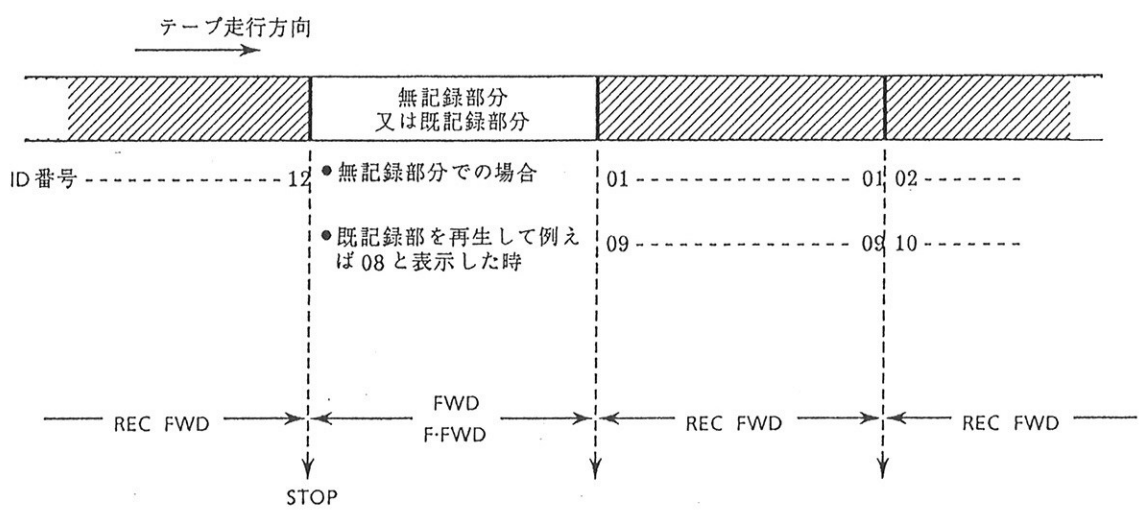 テープ走行方向
無記録部分
又は既記録部分
ID番号 - - - - - - - - - - - - - 12
●無記録部分での場合
01 - - - - - - - - - - - - - 01
02 - - - - - -
●既記録部を再生して例え
ば08と表示した時
09 - - - - - - - - - - - - - 09
10 - - - - - -
REC FWD
FWD
F·FWD
REC FWD
REC FWD
STOP